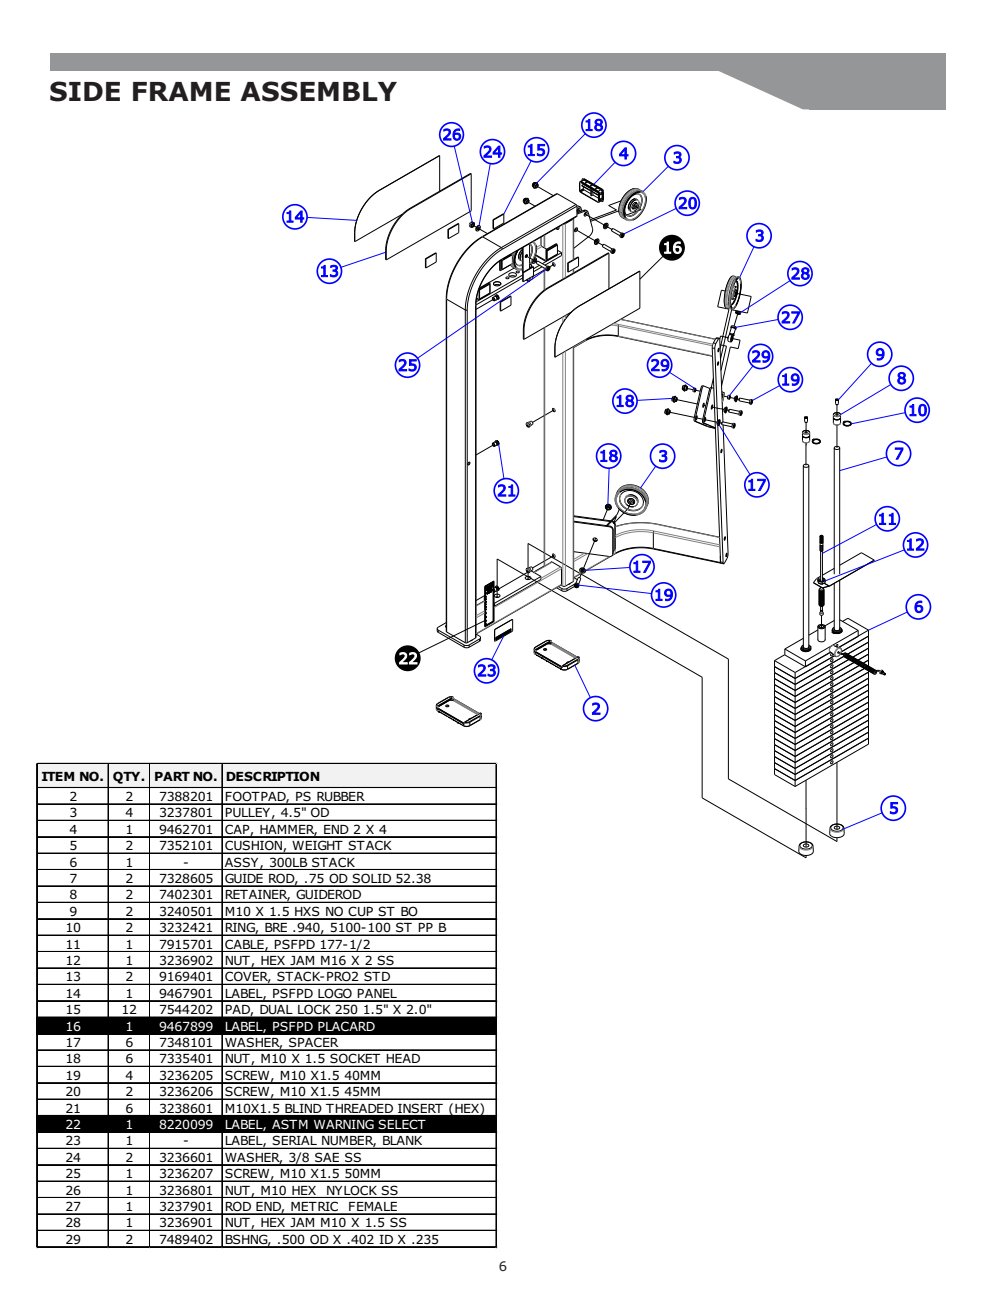 SIDE FRAME ASSEMBLY
18
26
15
24
4
3
20
14
16
3
13
28
27
25
9
29
29
8
19
18
10
7
18
3
17
21
11
12
17
19
6
22
23
2
5
ITEM NO. QTY. PART NO. DESCRIPTION
2 2 7388201 FOOTPAD, PS RUBBER
3 4 3237801 PULLEY, 4.5" OD
4 1 9462701 CAP, HAMMER, END 2 X 4
5 2 7352101 CUSHION, WEIGHT STACK
6 1 - ASSY, 300LB STACK
7 2 7328605 GUIDE ROD, .75 OD SOLID 52.38
8 2 7402301 RETAINER, GUIDEROD
9 2 3240501 M10 X 1.5 HXS NO CUP ST BO
10 2 3232421 RING, BRE .940, 5100-100 ST PP B
11 1 7915701 CABLE, PSFPD 177-1/2
12 1 3236902 NUT, HEX JAM M16 X 2 SS
13 2 9169401 COVER, STACK-PRO2 STD
14 1 9467901 LABEL, PSFPD LOGO PANEL
15 12 7544202 PAD, DUAL LOCK 250 1.5" X 2.0"
16 1 9467899 LABEL, PSFPD PLACARD
17 6 7348101 WASHER, SPACER
18 6 7335401 NUT, M10 X 1.5 SOCKET HEAD
19 4 3236205 SCREW, M10 X1.5 40MM
20 2 3236206 SCREW, M10 X1.5 45MM
21 6 3238601 M10X1.5 BLIND THREADED INSERT (HEX)
22 1 8220099 LABEL, ASTM WARNING SELECT
23 1 - LABEL, SERIAL NUMBER, BLANK
24 2 3236601 WASHER, 3/8 SAE SS
25 1 3236207 SCREW, M10 X1.5 50MM
26 1 3236801 NUT, M10 HEX NYLOCK SS
27 1 3237901 ROD END, METRIC FEMALE
28 1 3236901 NUT, HEX JAM M10 X 1.5 SS
29 2 7489402 BSHNG, .500 OD X .402 ID X .235
6